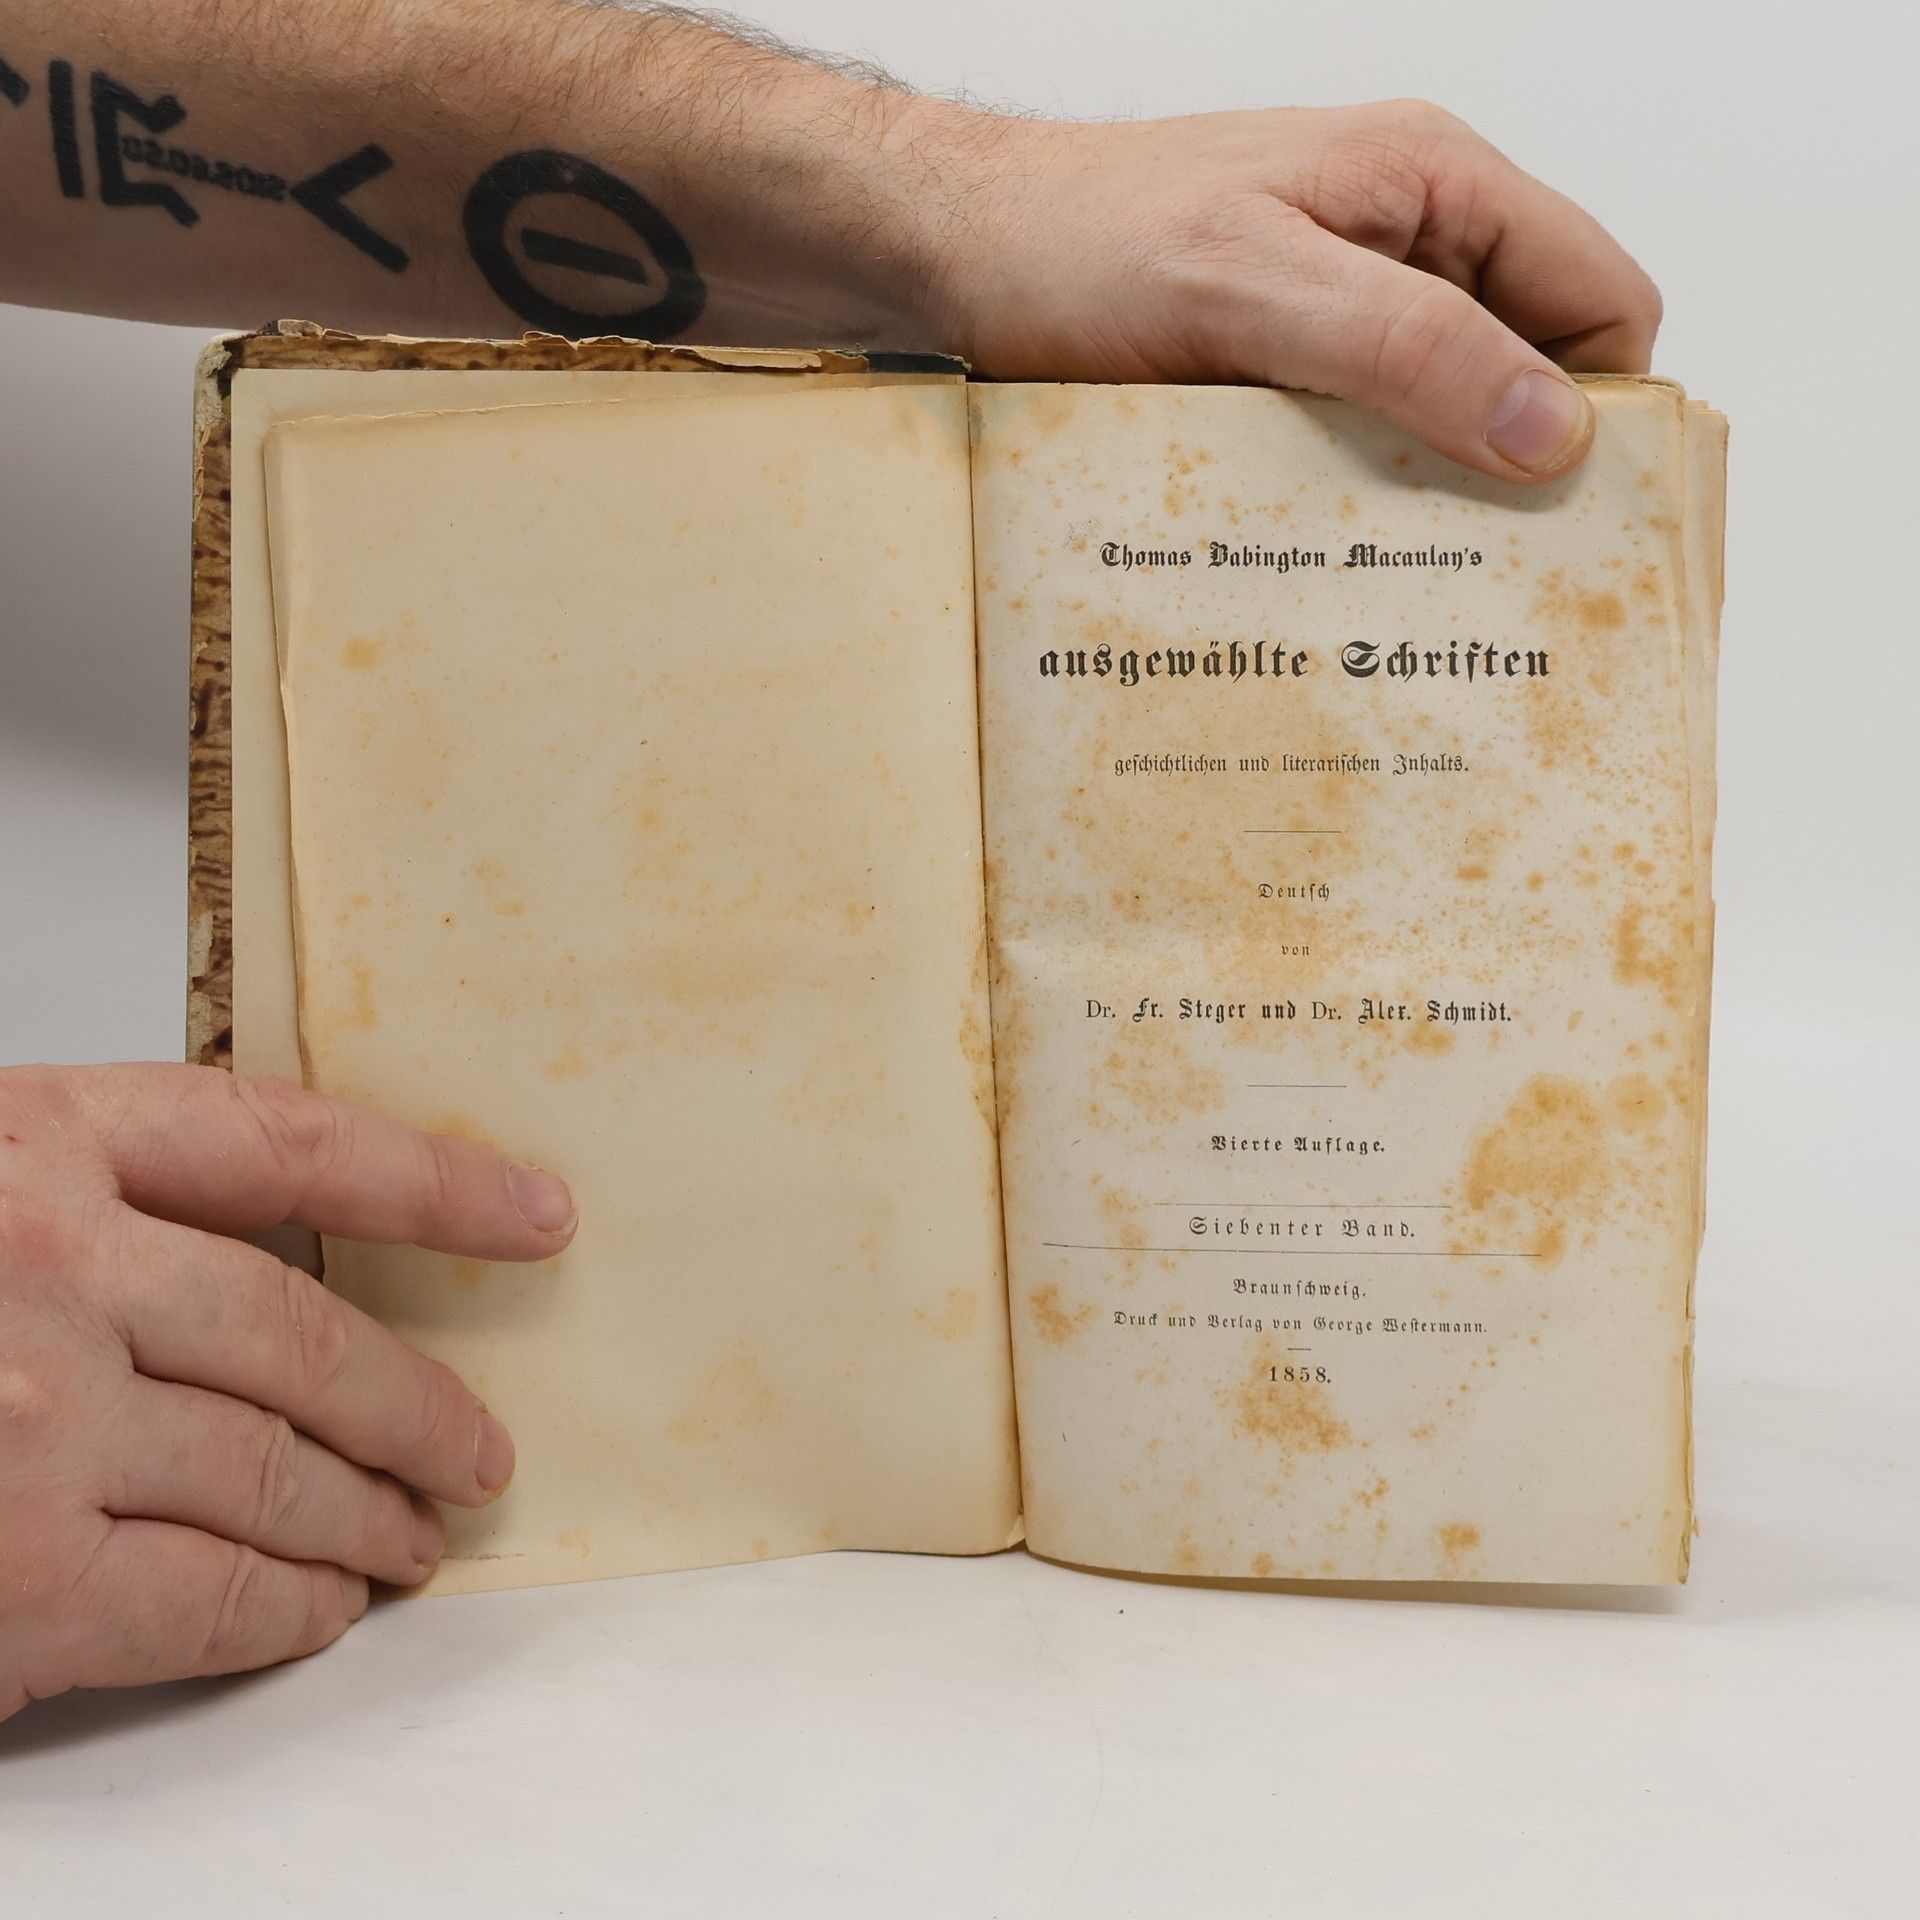 Thomas Babington Macaulay's
ausgewählte Schriften
geſchichtlichen und literariſchen Inhalts.
Deutſch
von
Dr. Fr. Steger und Dr. Alex. Schmidt.
Vierte Auflage.
Siebenter Band.
Braunſchweig.
Druck und Verlag von George Weſtermann.
1858.